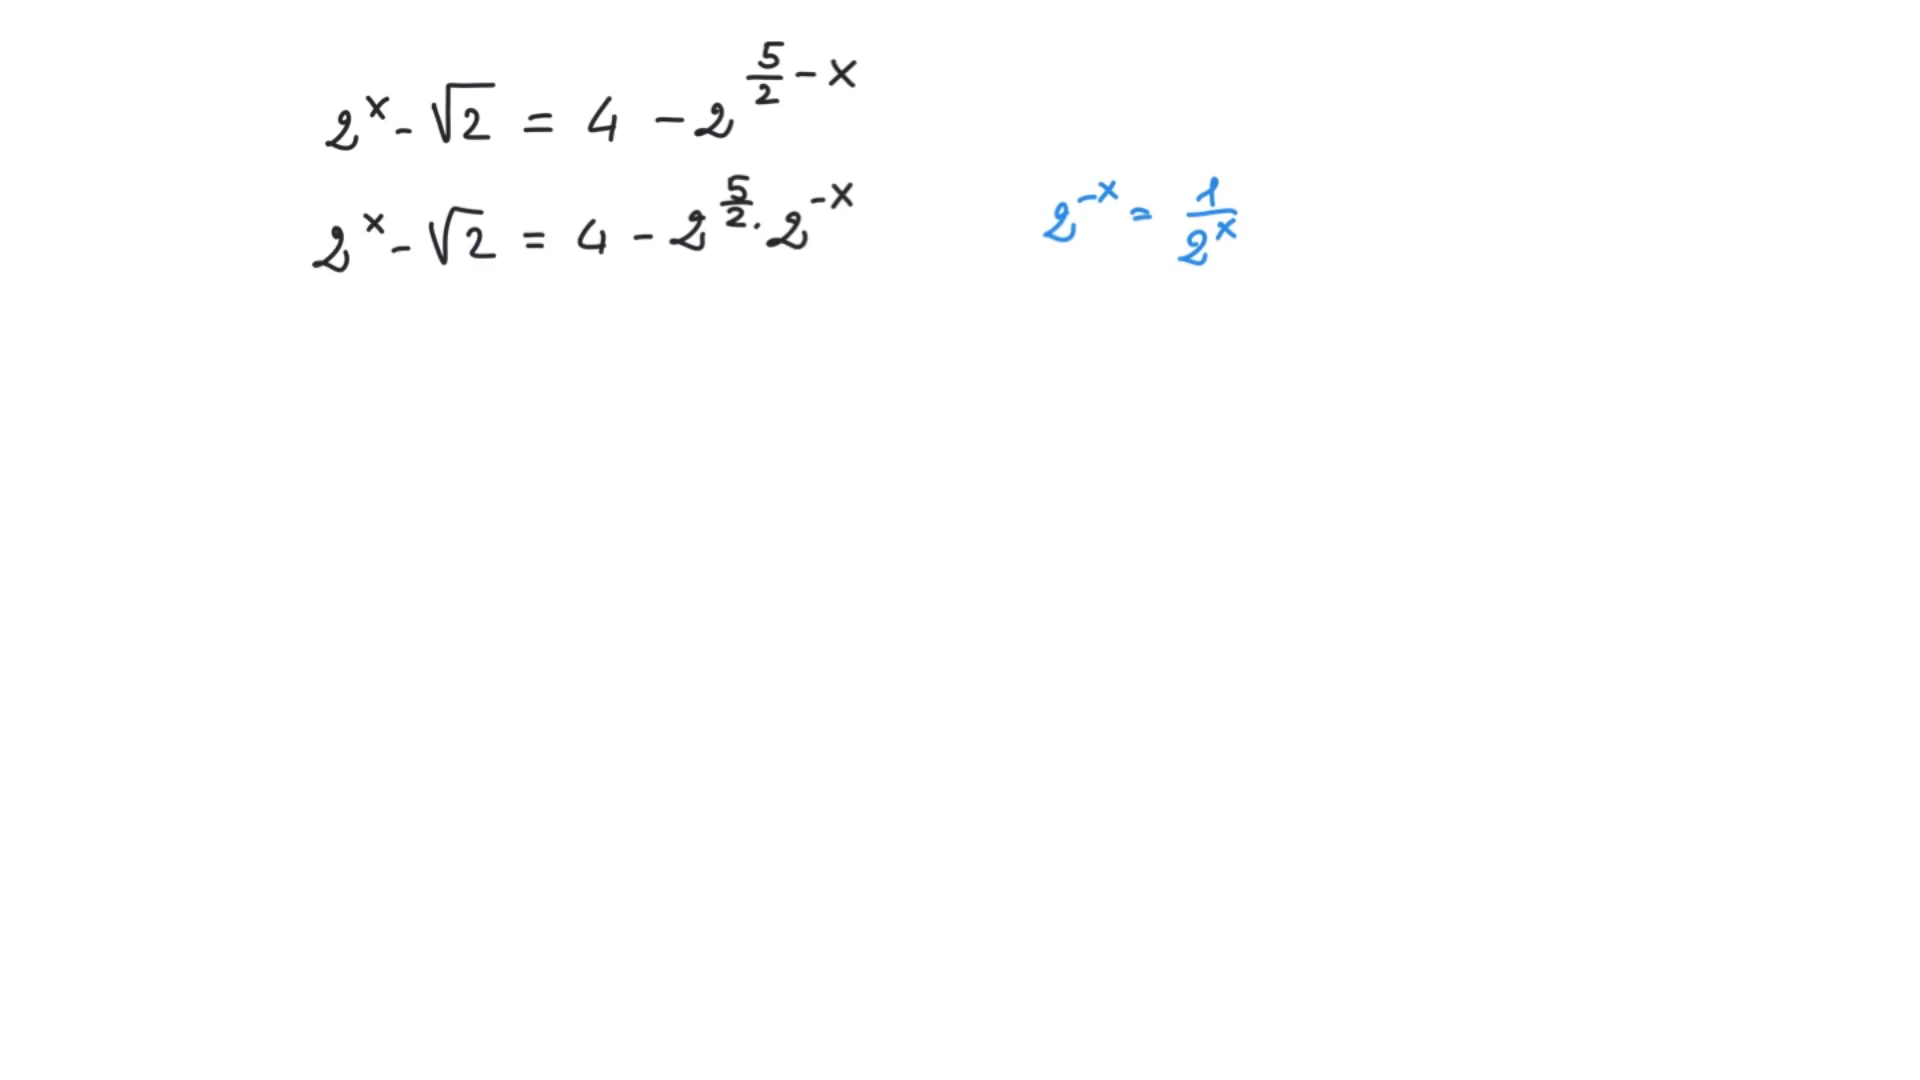 2^x - √2 = 4 - 2^(5/2 - x)
2^x - √2 = 4 - 2^(5/2) · 2^(-x)
2^(-x) = 1/2^x